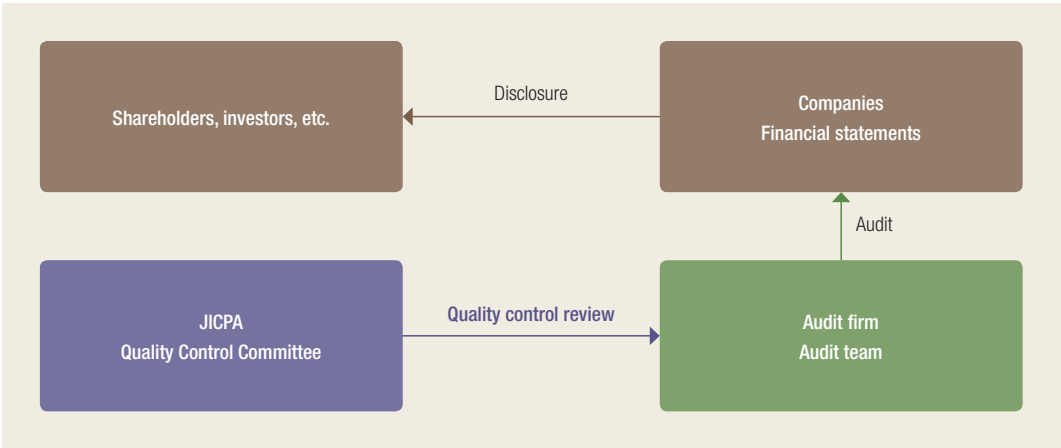 Shareholders, investors, etc.
Disclosure
Companies
Financial statements
Audit
JICPA
Quality Control Committee
Quality control review
Audit firm
Audit team